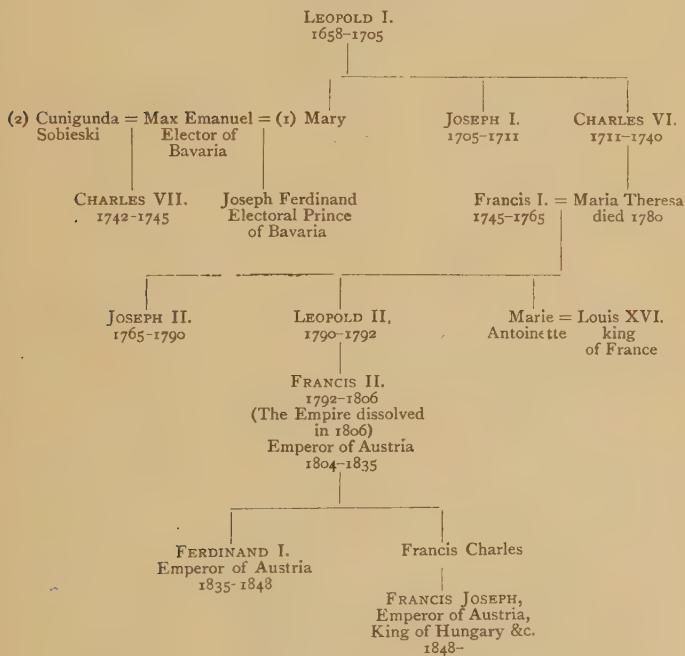 LEOPOLD I.
1658–1705
(2) Cunigunda = Max Emanuel = (1) Mary
Sobieski
Elector of
Bavaria
JOSEPH I.
1705–1711
CHARLES VI.
1711–1740
CHARLES VII.
1742-1745
Joseph Ferdinand
Electoral Prince
of Bavaria
Francis I. = Maria Theresa
1745–1765
died 1780
JOSEPH II.
1765-1790
LEOPOLD II.
1790-1792
Marie = Louis XVI.
Antoinette
king
of France
FRANCIS II.
1792-1806
(The Empire dissolved
in 1806)
Emperor of Austria
1804–1835
FERDINAND I.
Emperor of Austria
1835-1848
Francis Charles
FRANCIS JOSEPH,
Emperor of Austria,
King of Hungary &c.
1848-